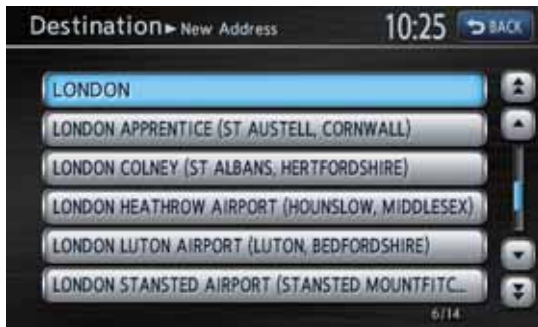 Destination ▸ New Address 10:25 BACK
LONDON
LONDON APPRENTICE (ST AUSTELL, CORNWALL)
LONDON COLNEY (ST ALBANS, HERTFORDSHIRE)
LONDON HEATHROW AIRPORT (HOUNSLOW, MIDDLESEX)
LONDON LUTON AIRPORT (LUTON, BEDFORDSHIRE)
LONDON STANSTED AIRPORT (STANSTED MOUNTFITC...
6/14